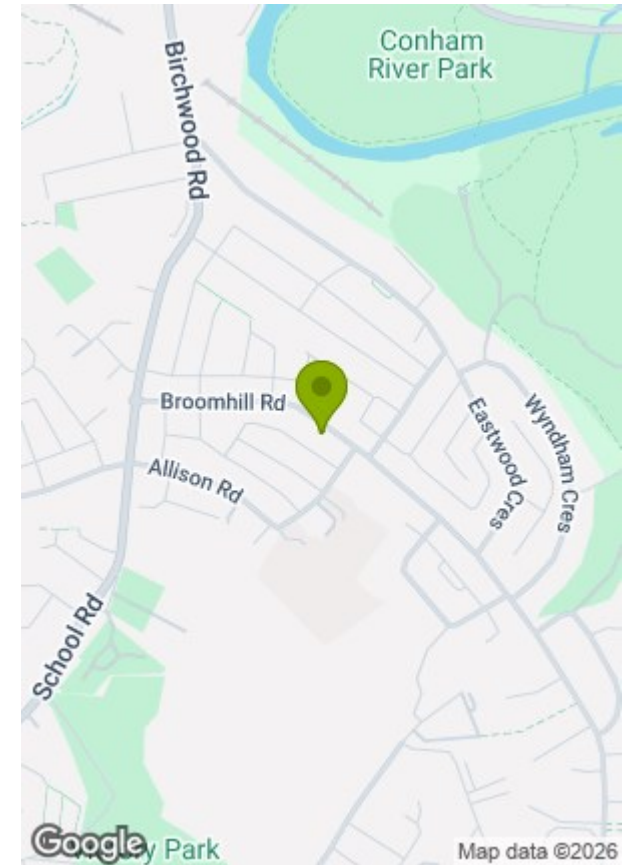 Conham
River Park
Birchwood Rd
Broomhill Rd
Allison Rd
Eastwood Cres
Wyndham Cres
School Rd
Google
Park
Map data ©2026